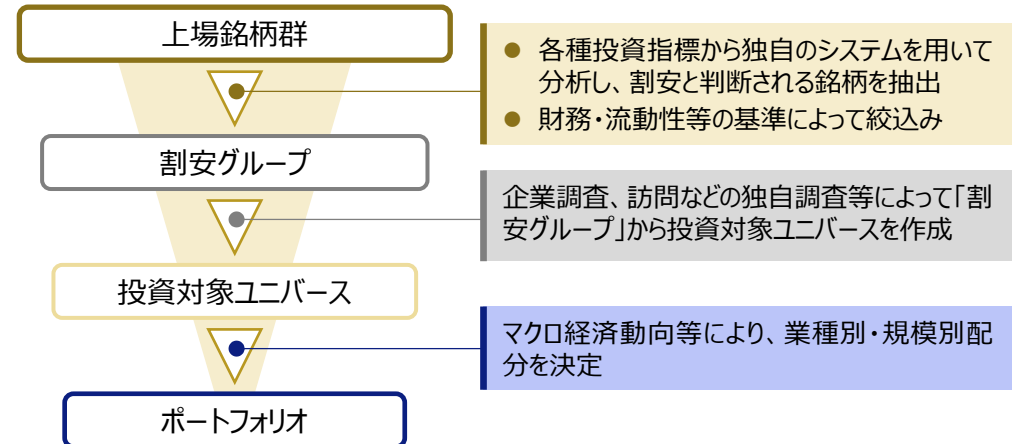 上場銘柄群
● 各種投資指標から独自のシステムを用いて
分析し、割安と判断される銘柄を抽出
● 財務・流動性等の基準によって絞込み
割安グループ
企業調査、訪問などの独自調査等によって「割
安グループ」から投資対象ユニバースを作成
投資対象ユニバース
マクロ経済動向等により、業種別・規模別配
分を決定
ポートフォリオ